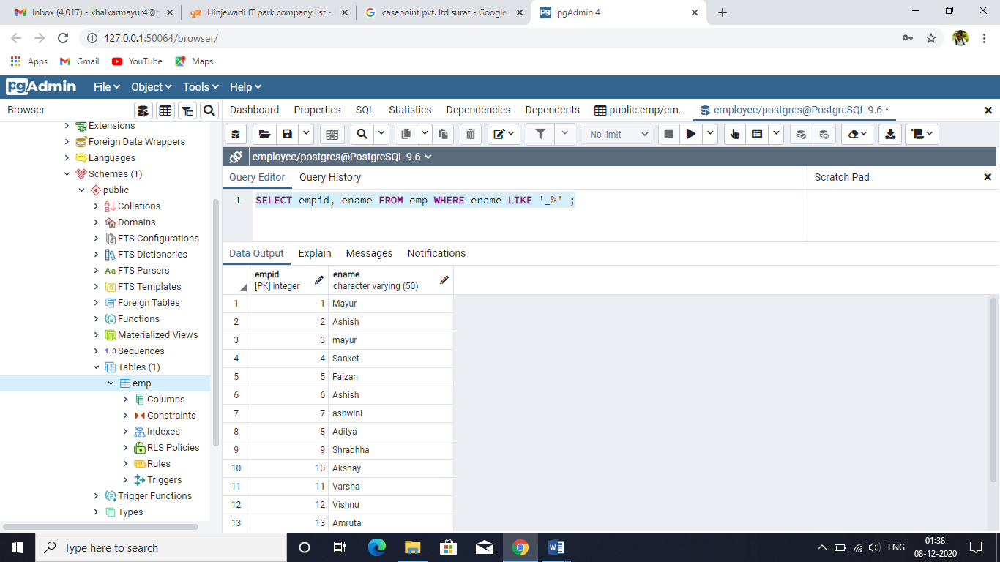 Inbox (4,017) - khalkarmayur4@g
Hinjewadi IT park company list -
casepoint pvt. ltd surat - Google
pgAdmin 4
127.0.0.1:50064/browser/
Apps
Gmail
YouTube
Maps
pgAdmin
File
Object
Tools
Help
Browser
Dashboard
Properties
SQL
Statistics
Dependencies
Dependents
public.emp/em...
employee/postgres@PostgreSQL 9.6 *
No limit
employee/postgres@PostgreSQL 9.6
Query Editor
Query History
Scratch Pad
1 SELECT empid, ename FROM emp WHERE ename LIKE '_%' ;
Extensions
Foreign Data Wrappers
Languages
Schemas (1)
public
Collations
Domains
FTS Configurations
FTS Dictionaries
Aa FTS Parsers
FTS Templates
Foreign Tables
Functions
Materialized Views
1..3 Sequences
Tables (1)
emp
Columns
Constraints
Indexes
RLS Policies
Rules
Triggers
Trigger Functions
Types
Data Output
Explain
Messages
Notifications
empid
[PK] integer
ename
character varying (50)
1 1 Mayur
2 2 Ashish
3 3 mayur
4 4 Sanket
5 5 Faizan
6 6 Ashish
7 7 ashwini
8 8 Aditya
9 9 Shradhha
10 10 Akshay
11 11 Varsha
12 12 Vishnu
13 13 Amruta
Type here to search
ENG
01:38
08-12-2020